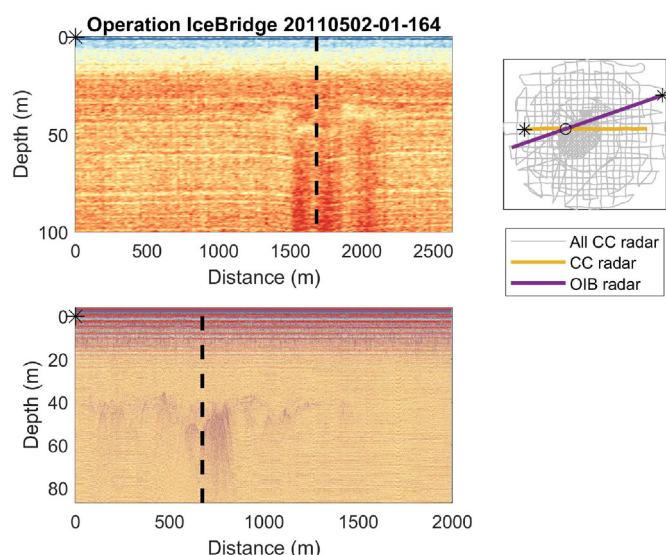 Operation IceBridge 20110502-01-164
0
50
100
Depth (m)
0 500 1000 1500 2000 2500
Distance (m)
All CC radar
CC radar
OIB radar
0
20
40
60
80
Depth (m)
0 500 1000 1500 2000
Distance (m)